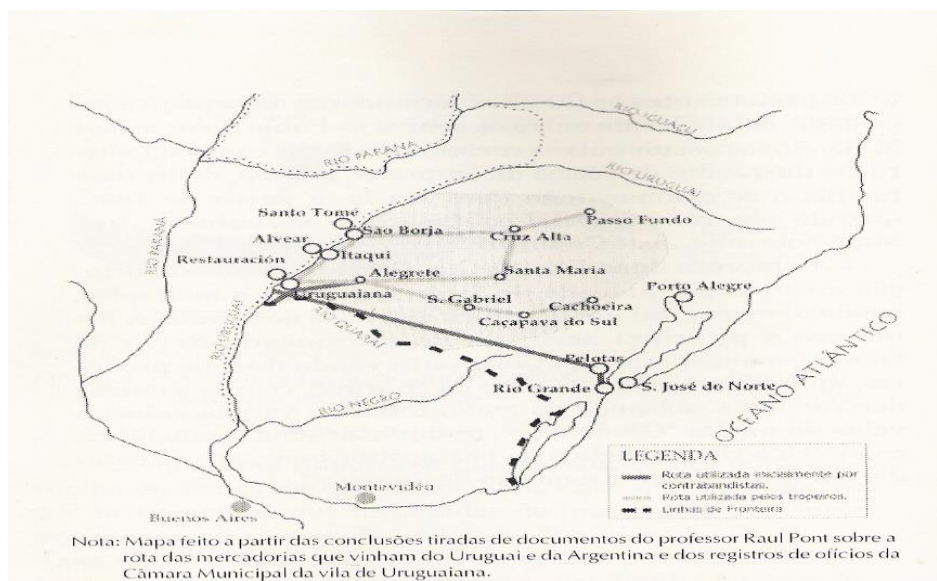 RIO IGUAÇU
RIO PARANÁ
RIO URUGUAI
Santo Tomé
Passo Fundo
São Borja
Cruz Alta
Alvear
Itaqui
RIO PARANÁ
Restauración
Alegrete
Santa Maria
Porto Alegre
Uruguaiana
S. Gabriel
Cachoeira
Caçapava do Sul
RIO URUGUAI
RIO GUARAÍ
Pelotas
Rio Grande
S. José do Norte
OCEANO ATLÂNTICO
RIO NEGRO
LEGENDA
Rota utilizada inicialmente por
contrabandistas.
Rota utilizada pelos tropeiros.
Linhas de Fronteira
Montevidéo
Buenos Aires
Nota: Mapa feito a partir das conclusões tiradas de documentos do professor Raul Pont sobre a
rota das mercadorias que vinham do Uruguai e da Argentina e dos registros de ofícios da
Câmara Municipal da vila de Uruguaiana.